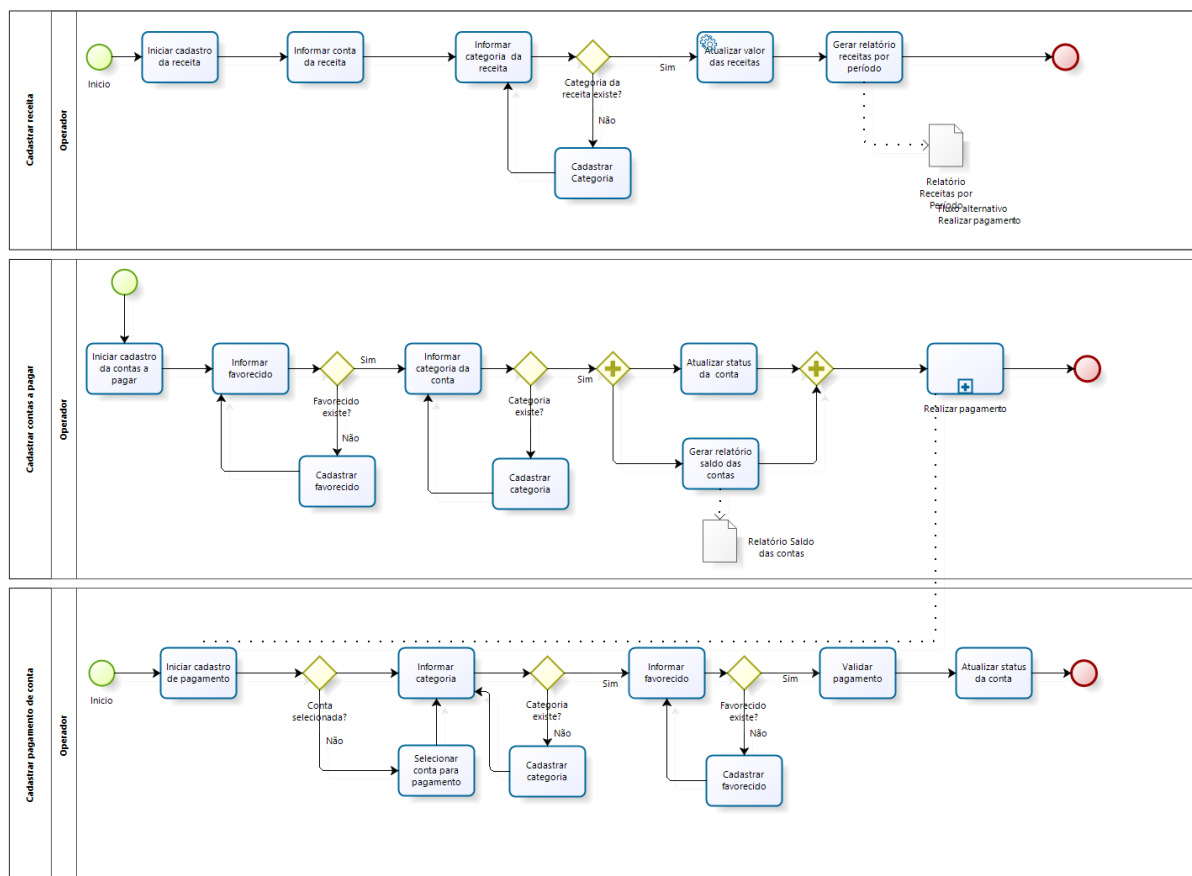 Cadastrar receita
Operador
Inicio
Iniciar cadastro
da receita
Informar conta
da receita
Informar
categoria da
receita
Categoria da
receita existe?
Sim
Não
Cadastrar
Categoria
Atualizar valor
das receitas
Gerar relatório
receitas por
período
Relatório
Receitas por
Período
Fluxo alternativo
Realizar pagamento
Cadastrar contas a pagar
Operador
Iniciar cadastro
da contas a
pagar
Informar
favorecido
Favorecido
existe?
Sim
Não
Cadastrar
favorecido
Informar
categoria da
conta
Categoria
existe?
Sim
Não
Cadastrar
categoria
Atualizar status
da conta
Gerar relatório
saldo das
contas
Relatório Saldo
das contas
Realizar pagamento
Cadastrar pagamento de conta
Operador
Inicio
Iniciar cadastro
de pagamento
Conta
selecionada?
Não
Selecionar
conta para
pagamento
Informar
categoria
Categoria
existe?
Sim
Não
Cadastrar
categoria
Informar
favorecido
Favorecido
existe?
Sim
Não
Cadastrar
favorecido
Validar
pagamento
Atualizar status
da conta